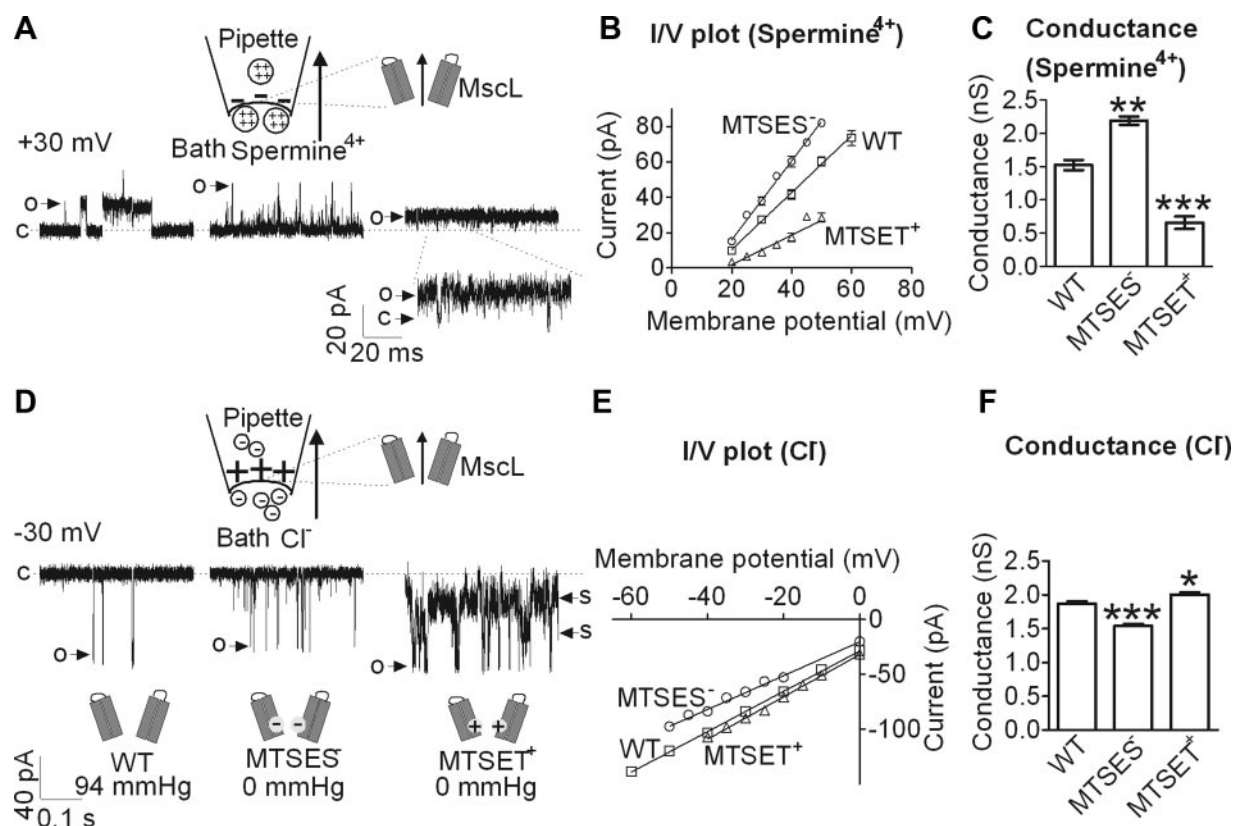 A
Pipette
++
++
MscL
+30 mV
Bath Spermine4+
++
++
++
++
o
c
o
o
o
c
20 pA
20 ms
B
I/V plot (Spermine4+)
Current (pA)
80
60
40
20
0
0 20 40 60 80
MTSES-
WT
MTSET+
Membrane potential (mV)
C
Conductance
(Spermine4+)
Conductance (nS)
2.5
2.0
1.5
1.0
0.5
0.0
**
***
WT
MTSES-
MTSET+
D
Pipette
- -
+ + +
MscL
-30 mV
Bath Cl-
c
o
o
o
s
s
WT
94 mmHg
MTSES-
0 mmHg
MTSET+
0 mmHg
40 pA
0.1 s
E
I/V plot (Cl-)
Membrane potential (mV)
-60 -40 -20 0
0
-50
-100
Current (pA)
MTSES-
WT
MTSET+
F
Conductance (Cl-)
Conductance (nS)
2.5
2.0
1.5
1.0
0.5
0.0
***
*
WT
MTSES-
MTSET+